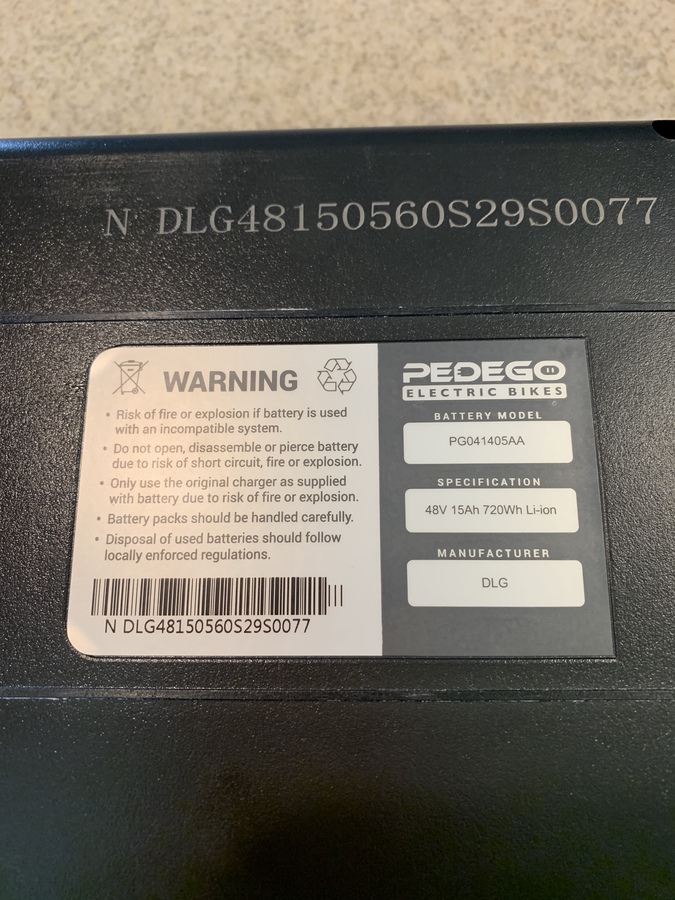 N DLG48150560S29S0077
WARNING
• Risk of fire or explosion if battery is used
with an incompatible system.
• Do not open, disassemble or pierce battery
due to risk of short circuit, fire or explosion.
• Only use the original charger as supplied
with battery due to risk of fire or explosion.
• Battery packs should be handled carefully.
• Disposal of used batteries should follow
locally enforced regulations.
N DLG48150560S29S0077
PEDEGO
ELECTRIC BIKES
BATTERY MODEL
PG041405AA
SPECIFICATION
48V 15Ah 720Wh Li-ion
MANUFACTURER
DLG